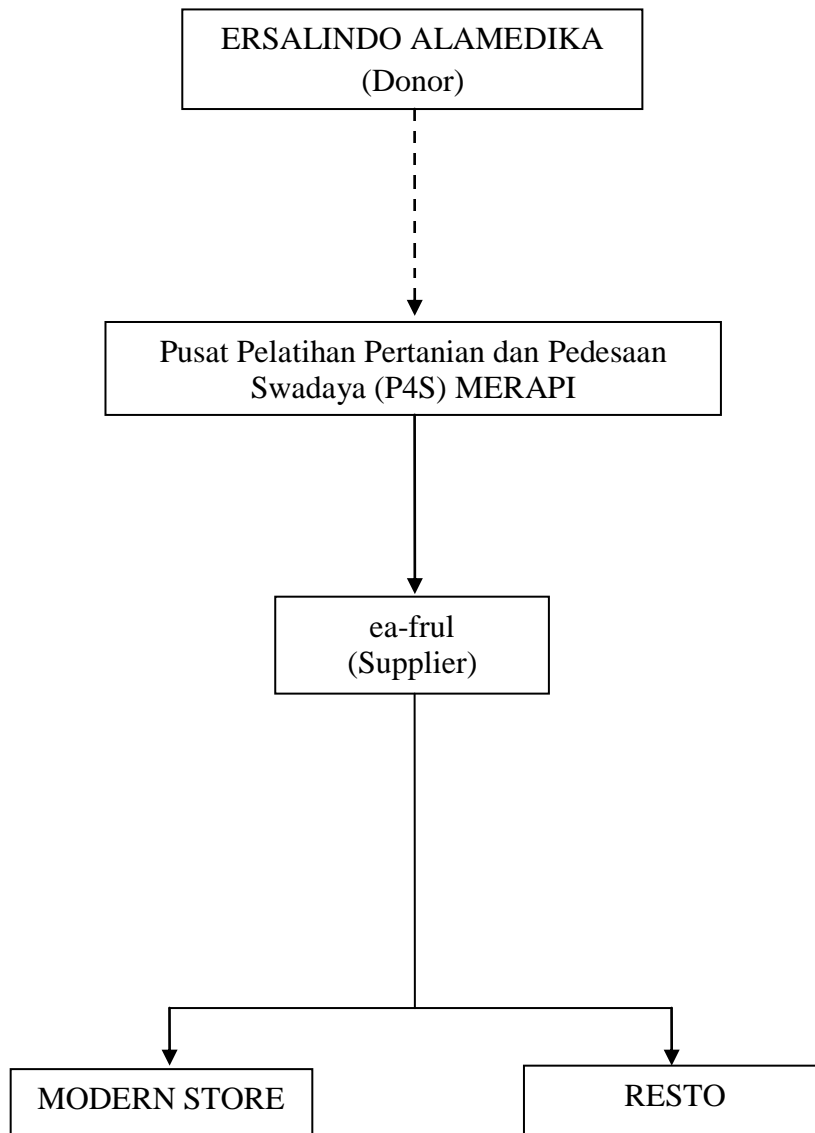 ERSALINDO ALAMEDIKA
(Donor)
Pusat Pelatihan Pertanian dan Pedesaan
Swadaya (P4S) MERAPI
ea-frul
(Supplier)
MODERN STORE
RESTO